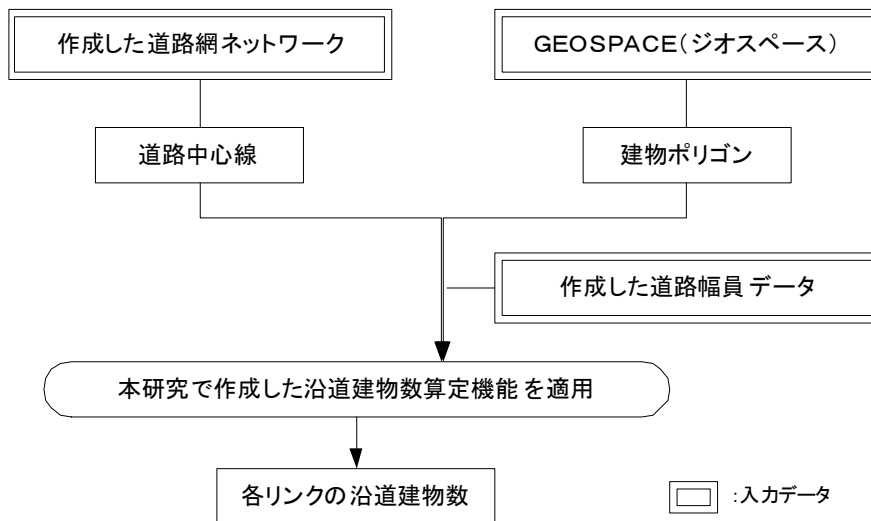 作成した道路網ネットワーク
GEOSPACE(ジオスペース)
道路中心線
建物ポリゴン
作成した道路幅員データ
本研究で作成した沿道建物数算定機能を適用
各リンクの沿道建物数
:入力データ